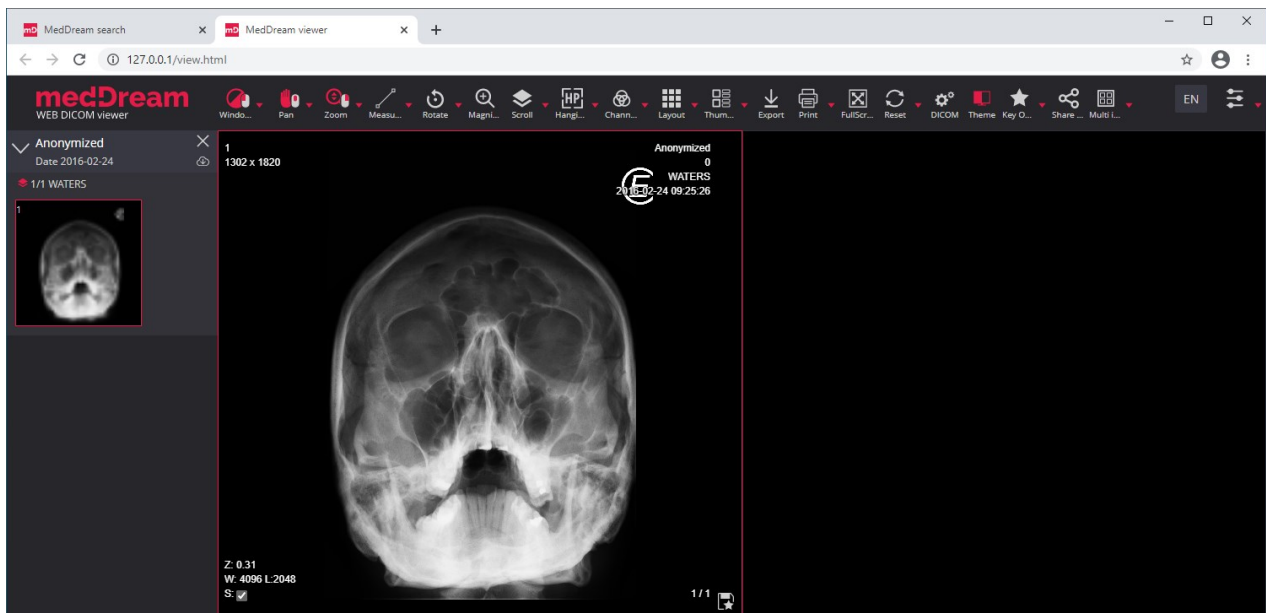 mD MedDream search
mD MedDream viewer
127.0.0.1/view.html
medDream
WEB DICOM viewer
Windo...
Pan
Zoom
Measu...
Rotate
Magni...
Scroll
HP
Hangi...
Chann...
Layout
Thum...
Export
Print
FullScr...
Reset
DICOM
Theme
Key O...
Share ...
Multi i...
EN
Anonymized
Date 2016-02-24
1/1 WATERS
1
1
1302 x 1820
Anonymized
0
WATERS
2016-02-24 09:25:26
E
Z: 0.31
W: 4096 L:2048
S:
1 / 1